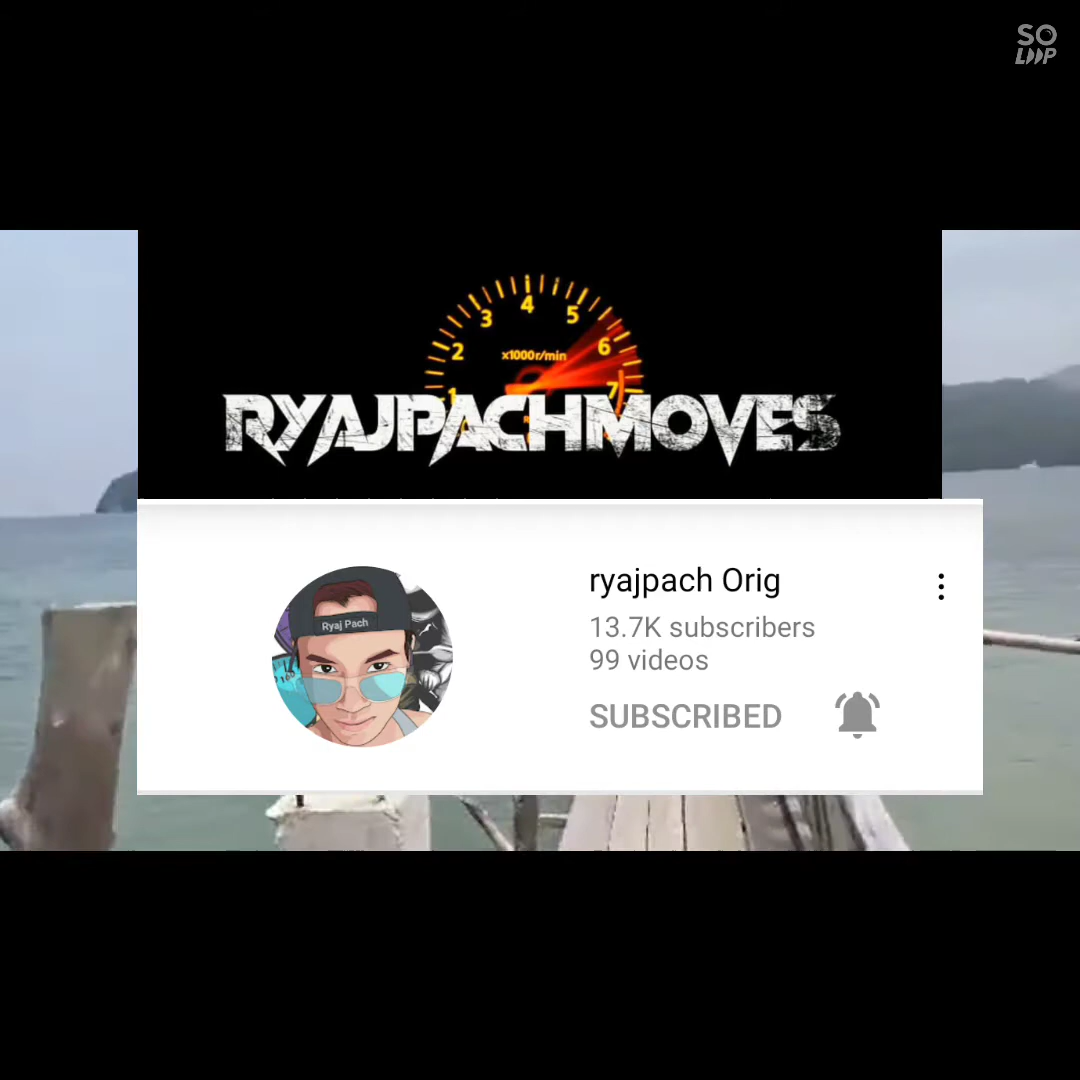 SO
LOOP
4
3
5
2
x1000r/min
6
1
7
RYAJPACHMOVES
ryajpach Orig
Ryaj Pach
13.7K subscribers
99 videos
SUBSCRIBED